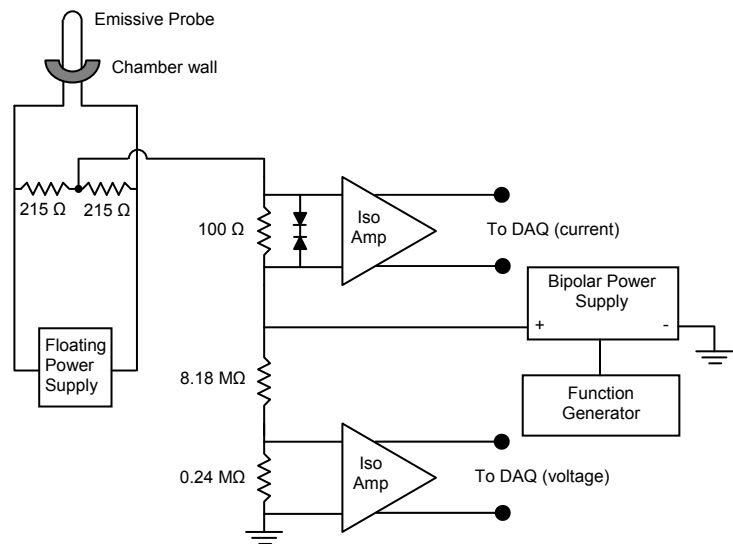 Emissive Probe
Chamber wall
215 Ω
215 Ω
100 Ω
Iso
Amp
To DAQ (current)
Bipolar Power
Supply
+
-
Floating
Power
Supply
8.18 MΩ
Function
Generator
0.24 MΩ
Iso
Amp
To DAQ (voltage)